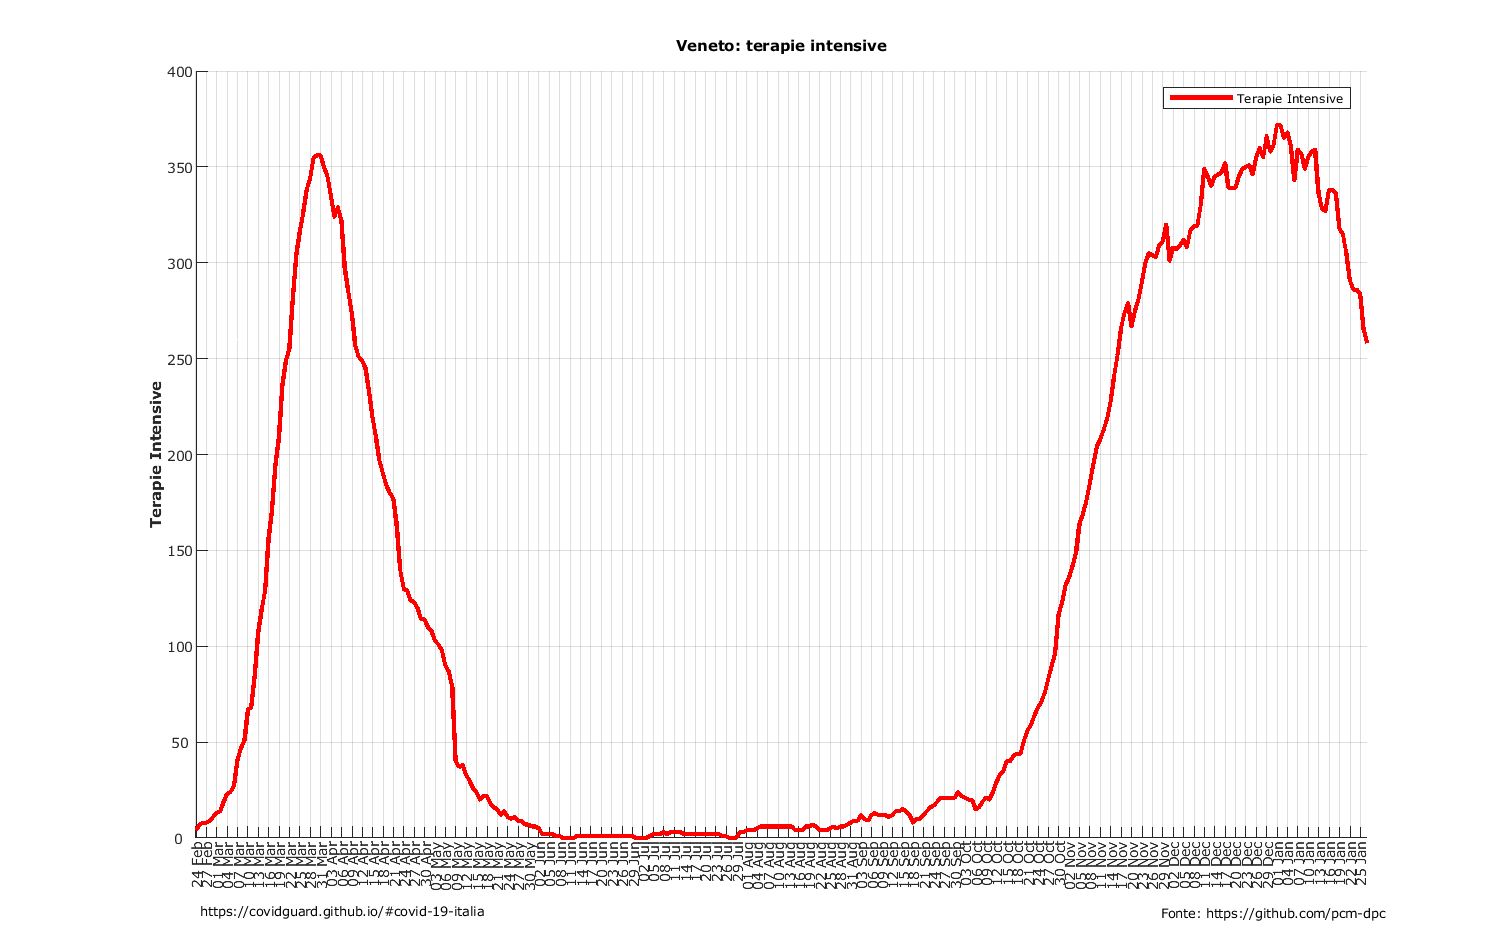 Veneto: terapie intensive
Terapie Intensive
400
350
300
250
200
150
100
50
0
Terapie Intensive
24 Feb
27 Feb
01 Mar
04 Mar
07 Mar
10 Mar
13 Mar
16 Mar
19 Mar
22 Mar
25 Mar
28 Mar
31 Mar
03 Apr
06 Apr
09 Apr
12 Apr
15 Apr
18 Apr
21 Apr
24 Apr
27 Apr
30 Apr
03 May
06 May
09 May
12 May
15 May
18 May
21 May
24 May
27 May
30 May
02 Jun
05 Jun
08 Jun
11 Jun
14 Jun
17 Jun
20 Jun
23 Jun
26 Jun
29 Jun
02 Jul
05 Jul
08 Jul
11 Jul
14 Jul
17 Jul
20 Jul
23 Jul
26 Jul
29 Jul
01 Aug
04 Aug
07 Aug
10 Aug
13 Aug
16 Aug
19 Aug
22 Aug
25 Aug
28 Aug
31 Aug
03 Sep
06 Sep
09 Sep
12 Sep
15 Sep
18 Sep
21 Sep
24 Sep
27 Sep
30 Sep
03 Oct
06 Oct
09 Oct
12 Oct
15 Oct
18 Oct
21 Oct
24 Oct
27 Oct
30 Oct
02 Nov
05 Nov
08 Nov
11 Nov
14 Nov
17 Nov
20 Nov
23 Nov
26 Nov
29 Nov
02 Dec
05 Dec
08 Dec
11 Dec
14 Dec
17 Dec
20 Dec
23 Dec
26 Dec
29 Dec
01 Jan
04 Jan
07 Jan
10 Jan
13 Jan
16 Jan
19 Jan
22 Jan
25 Jan
https://covidguard.github.io/#covid-19-italia
Fonte: https://github.com/pcm-dpc